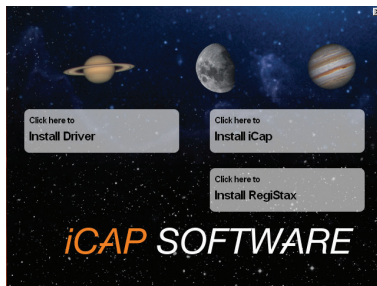 Click here to
Install Driver
Click here to
Install iCap
Click here to
Install RegiStax
iCAP SOFTWARE